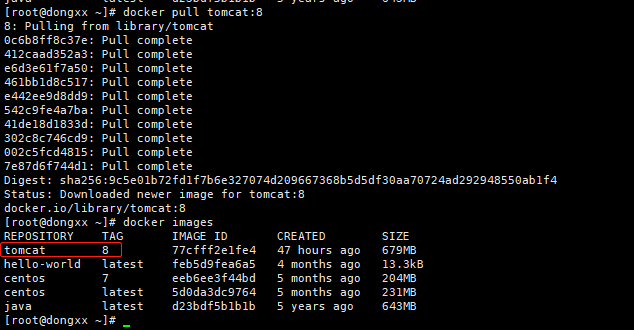 java latest d23bdf5b1b1b 5 years ago 643MB
[root@dongxx ~]# docker pull tomcat:8
8: Pulling from library/tomcat
0c6b8ff8c37e: Pull complete
412caad352a3: Pull complete
e6d3e61f7a50: Pull complete
461bb1d8c517: Pull complete
e442ee9d8dd9: Pull complete
542c9fe4a7ba: Pull complete
41de18d1833d: Pull complete
302c8c746cd9: Pull complete
002c5fcd4815: Pull complete
7e87d6f744d1: Pull complete
Digest: sha256:9c5e01b72fd1f7b6e327074d209667368b5d5df30aa70724ad292948550ab1f4
Status: Downloaded newer image for tomcat:8
docker.io/library/tomcat:8
[root@dongxx ~]# docker images
REPOSITORY TAG IMAGE ID CREATED SIZE
tomcat 8 77cfff2e1fe4 47 hours ago 679MB
hello-world latest feb5d9fea6a5 4 months ago 13.3kB
centos 7 eeb6ee3f44bd 5 months ago 204MB
centos latest 5d0da3dc9764 5 months ago 231MB
java latest d23bdf5b1b1b 5 years ago 643MB
[root@dongxx ~]#